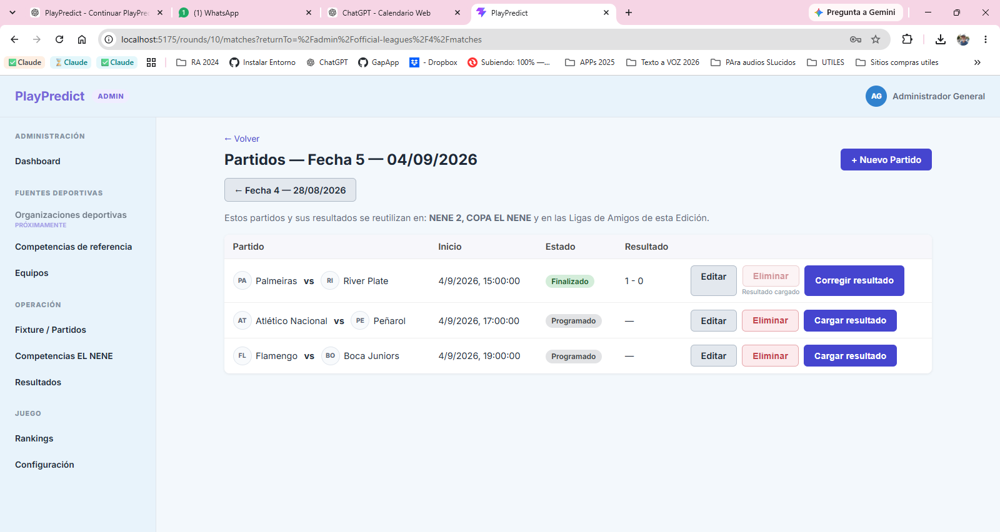 PlayPredict - Continuar PlayPre
(1) WhatsApp
ChatGPT - Calendario Web
PlayPredict
Pregunta a Gemini
localhost:5175/rounds/10/matches?returnTo=%2Fadmin%2Fofficial-leagues%2F4%2Fmatches
Claude
Claude
Claude
RA 2024
Instalar Entorno
ChatGPT
GapApp
- Dropbox
Subiendo: 100% —...
APPs 2025
Texto a VOZ 2026
PAra audios SLucidos
UTILES
Sitios compras utiles
PlayPredict ADMIN
AG Administrador General
ADMINISTRACIÓN
Dashboard
FUENTES DEPORTIVAS
Organizaciones deportivas
PRÓXIMAMENTE
Competencias de referencia
Equipos
OPERACIÓN
Fixture / Partidos
Competencias EL NENE
Resultados
JUEGO
Rankings
Configuración
← Volver
Partidos — Fecha 5 — 04/09/2026
+ Nuevo Partido
← Fecha 4 — 28/08/2026
Estos partidos y sus resultados se reutilizan en: NENE 2, COPA EL NENE y en las Ligas de Amigos de esta Edición.
Partido Inicio Estado Resultado
PA Palmeiras vs RI River Plate 4/9/2026, 15:00:00 Finalizado 1 - 0 Editar Eliminar Corregir resultado
Resultado cargado
AT Atlético Nacional vs PE Peñarol 4/9/2026, 17:00:00 Programado — Editar Eliminar Cargar resultado
FL Flamengo vs BO Boca Juniors 4/9/2026, 19:00:00 Programado — Editar Eliminar Cargar resultado